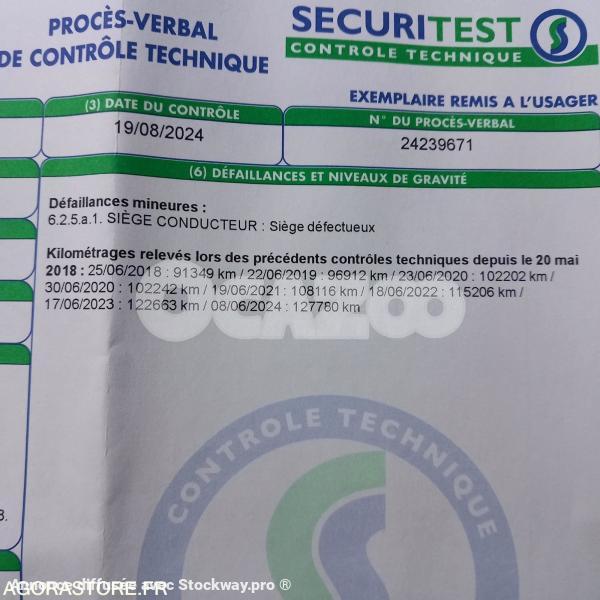 PROCÈS-VERBAL
DE CONTRÔLE TECHNIQUE
SECURITEST
CONTROLE TECHNIQUE
EXEMPLAIRE REMIS A L'USAGER
(3) DATE DU CONTRÔLE
19/08/2024
N° DU PROCÈS-VERBAL
24239671
(6) DÉFAILLANCES ET NIVEAUX DE GRAVITÉ
Défaillances mineures :
6.2.5.a.1. SIÈGE CONDUCTEUR : Siège défectueux
Kilométrages relevés lors des précédents contrôles techniques depuis le 20 mai
2018 : 25/06/2018 : 91349 km / 22/06/2019 : 96912 km / 23/06/2020 : 102202 km /
30/06/2020 : 102242 km / 19/06/2021 : 108116 km / 18/06/2022 : 115206 km /
17/06/2023 : 122663 km / 08/06/2024 : 127780 km
OCAZOO
CONTROLE TECHNIQUE
Annonce diffusée avec Stockway.pro ®
AGORASTORE.FR